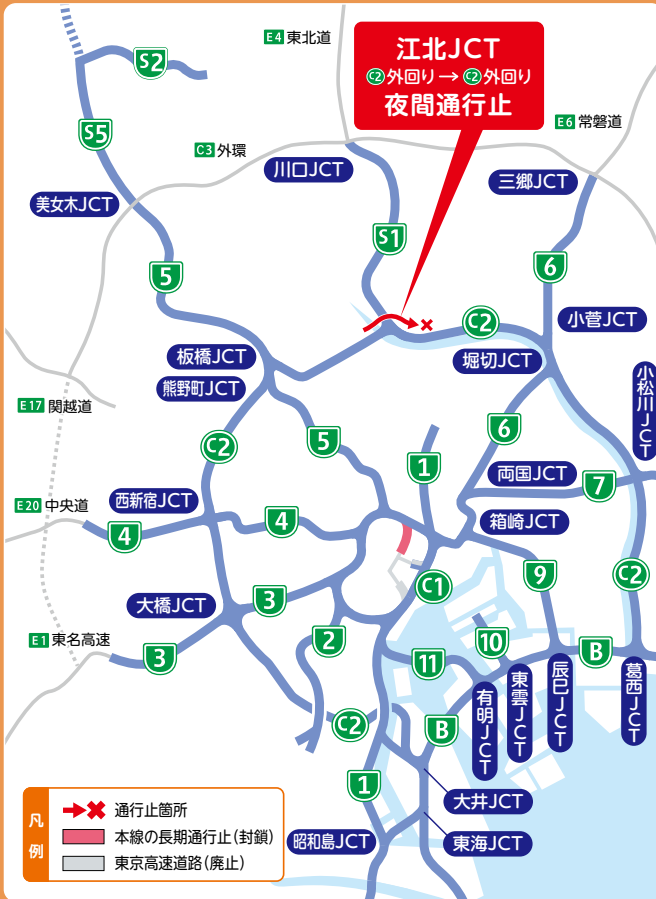 江北JCT
C2外回り→C2外回り
夜間通行止
E4 東北道
S2
E6 常磐道
S5
C3 外環
川口JCT
三郷JCT
美女木JCT
S1
5
6
C2
小菅JCT
板橋JCT
堀切JCT
熊野町JCT
小松川JCT
E17 関越道
C2
5
6
1
両国JCT
7
西新宿JCT
E20 中央道
4
4
箱崎JCT
9
C1
C2
大橋JCT
3
E1 東名高速
3
2
10
B
11
有明JCT
東雲JCT
辰巳JCT
葛西JCT
C2
B
1
大井JCT
昭和島JCT
東海JCT
凡例
通行止箇所
本線の長期通行止(封鎖)
東京高速道路(廃止)